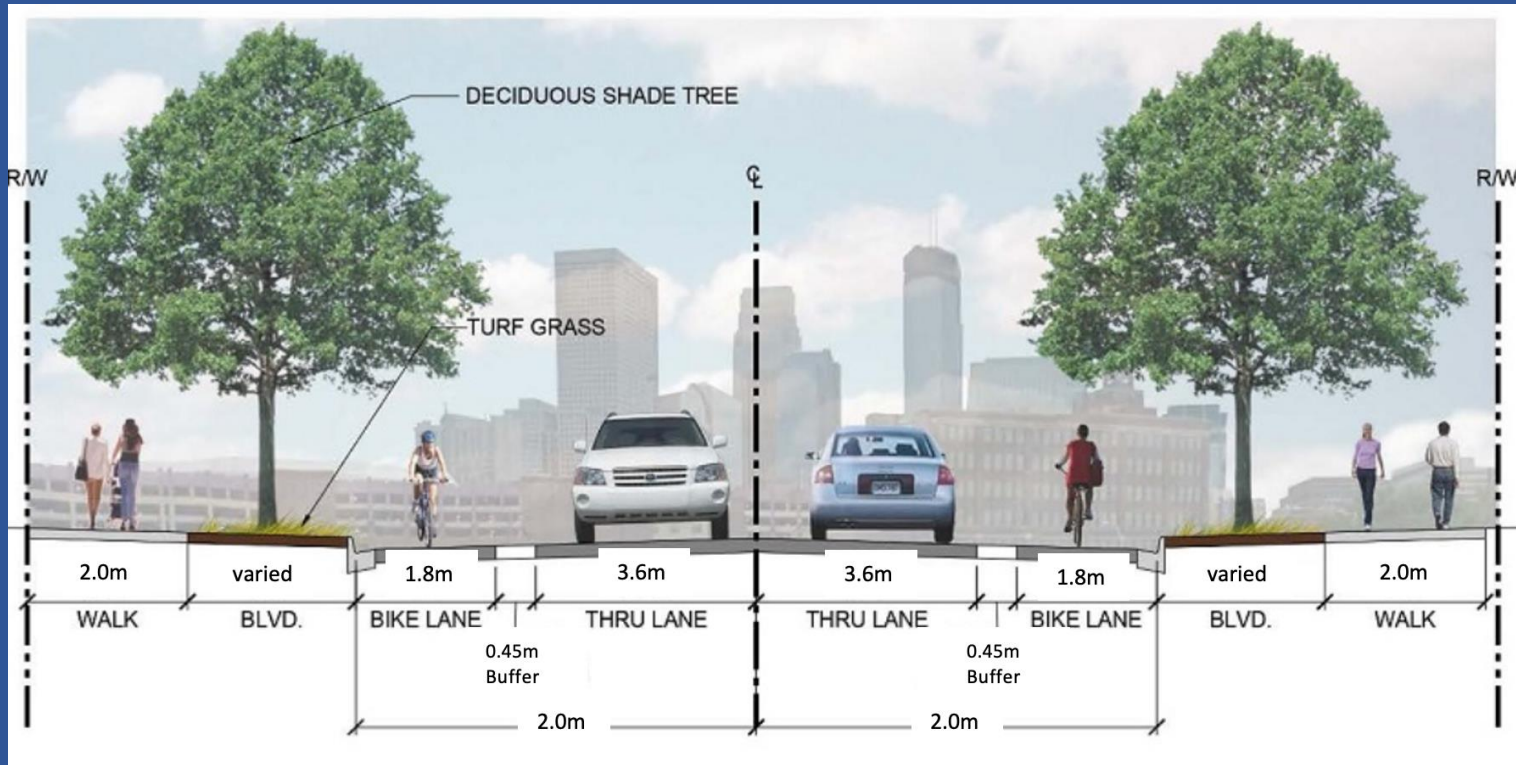 DECIDUOUS SHADE TREE
R/W
℄
R/W
TURF GRASS
2.0m
varied
1.8m
3.6m
3.6m
1.8m
varied
2.0m
WALK
BLVD.
BIKE LANE
THRU LANE
THRU LANE
BIKE LANE
BLVD.
WALK
0.45m
Buffer
0.45m
Buffer
2.0m
2.0m